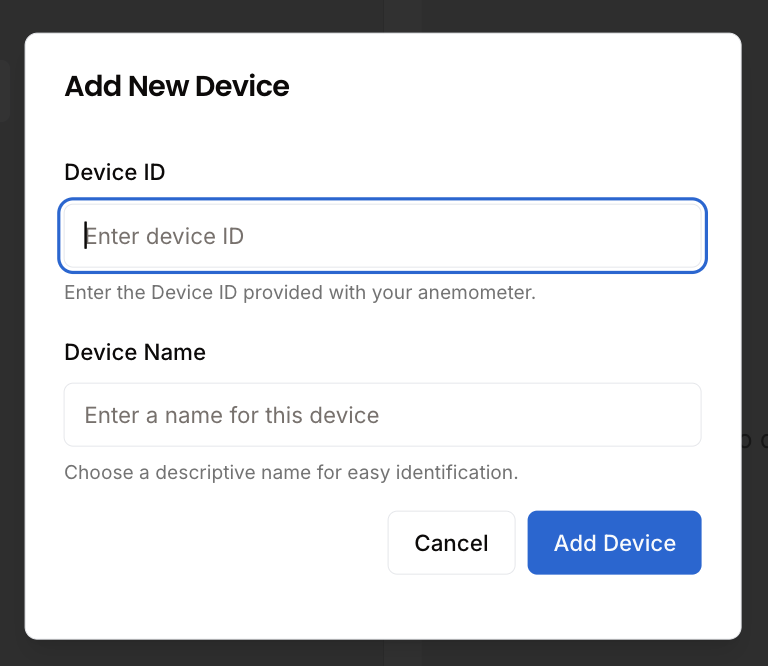 Add New Device
Device ID
Enter device ID
Enter the Device ID provided with your anemometer.
Device Name
Enter a name for this device
Choose a descriptive name for easy identification.
Cancel
Add Device